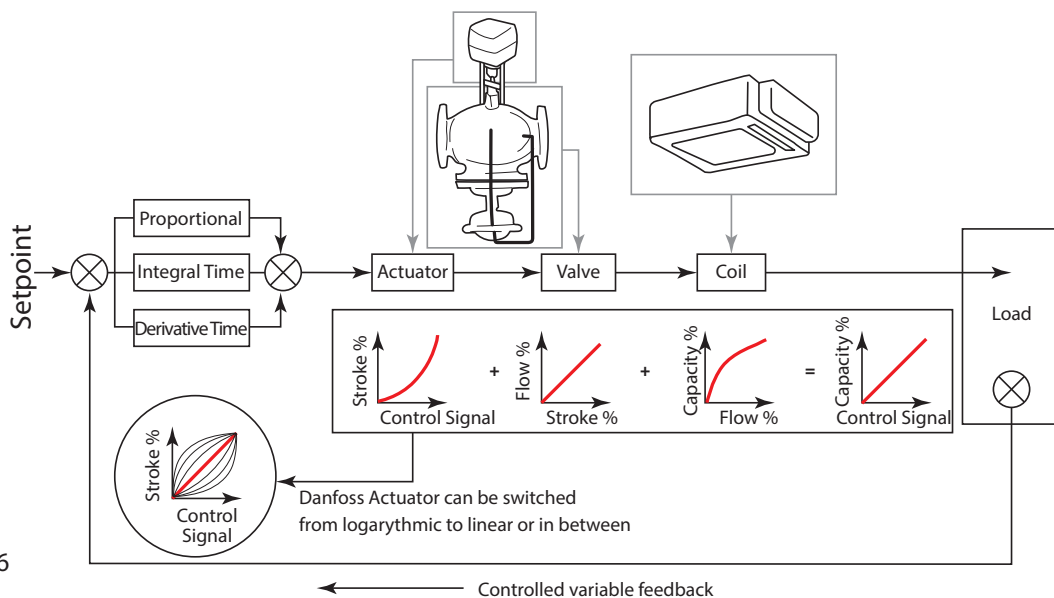 Setpoint
Proportional
Integral Time
Derivative Time
Actuator
Valve
Coil
Load
Stroke %
Control Signal
+
Flow %
Stroke %
+
Capacity %
Flow %
=
Capacity %
Control Signal
Stroke %
Control
Signal
Danfoss Actuator can be switched
from logarythmic to linear or in between
6
Controlled variable feedback